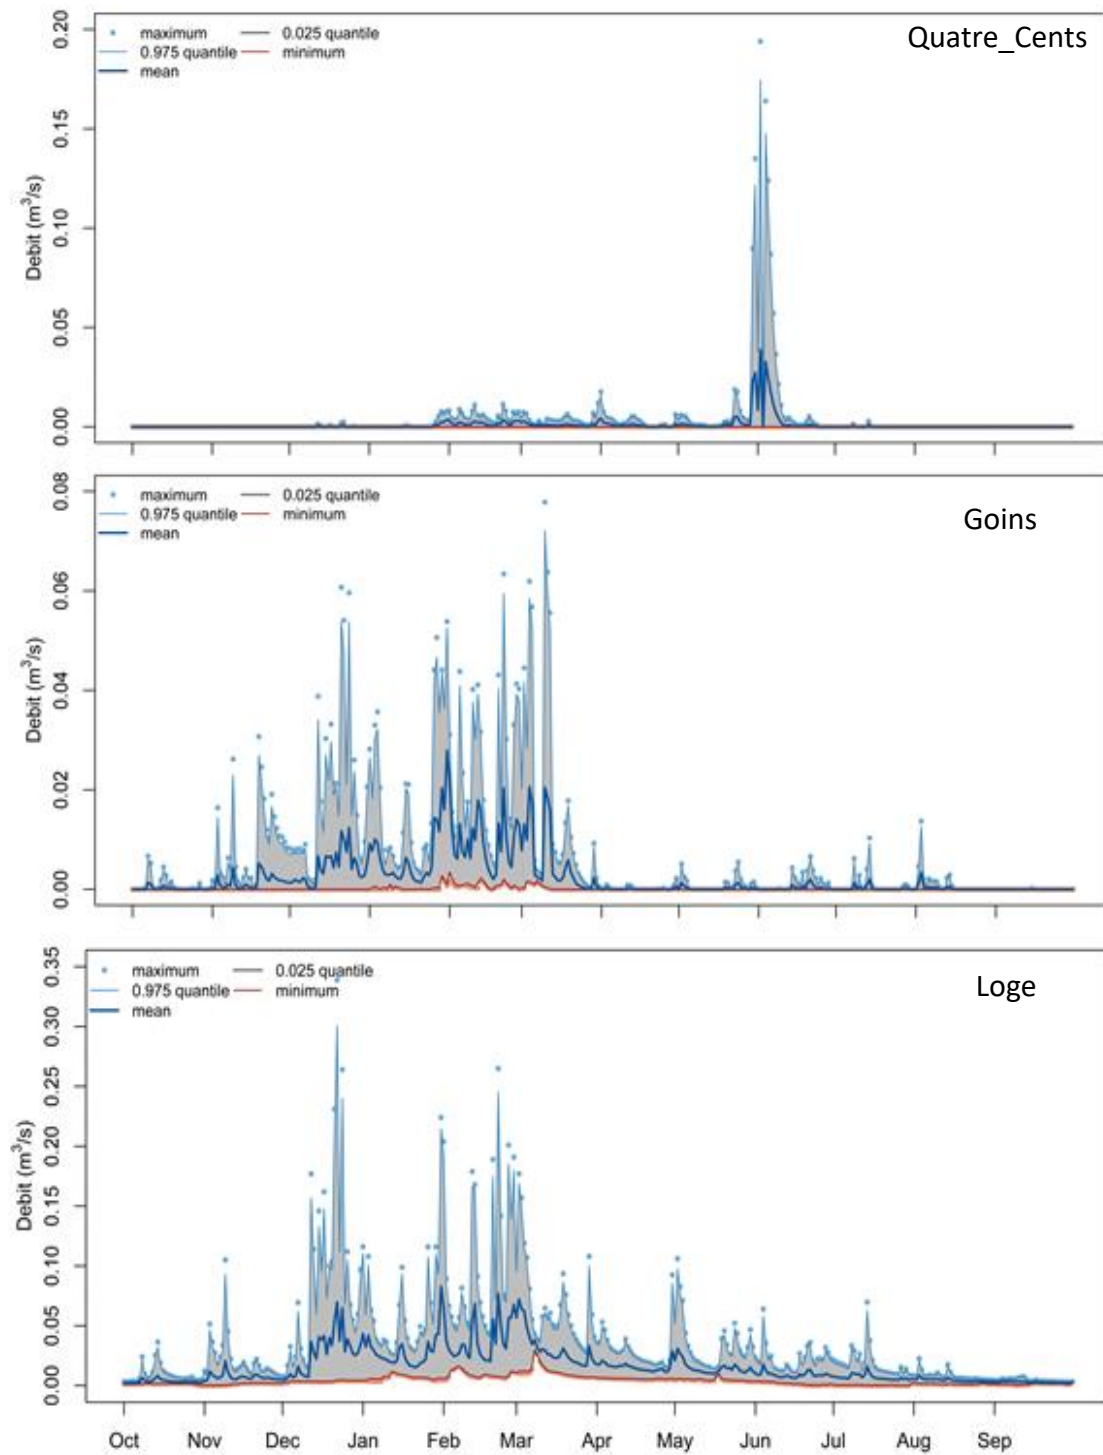 maximum 0.025 quantile
0.975 quantile minimum
mean
Quatre_Cents
Debit (m³/s)
0.20
0.15
0.10
0.05
0.00
maximum 0.025 quantile
0.975 quantile minimum
mean
Goins
Debit (m³/s)
0.08
0.06
0.04
0.02
0.00
maximum 0.025 quantile
0.975 quantile minimum
mean
Loge
Debit (m³/s)
0.35
0.30
0.25
0.20
0.15
0.10
0.05
0.00
Oct Nov Dec Jan Feb Mar Apr May Jun Jul Aug Sep